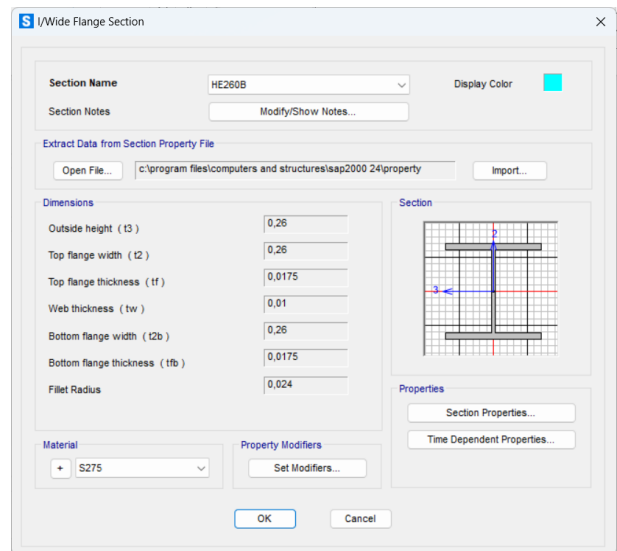 S I/Wide Flange Section
Section Name HE260B Display Color
Section Notes Modify/Show Notes...
Extract Data from Section Property File
Open File... c:\program files\computers and structures\sap2000 24\property Import...
Dimensions
Outside height ( t3 ) 0,26
Top flange width ( t2 ) 0,26
Top flange thickness ( tf ) 0,0175
Web thickness ( tw ) 0,01
Bottom flange width ( t2b ) 0,26
Bottom flange thickness ( tfb ) 0,0175
Fillet Radius 0,024
Section
2
3
Properties
Section Properties...
Time Dependent Properties...
Material
+ S275
Property Modifiers
Set Modifiers...
OK Cancel